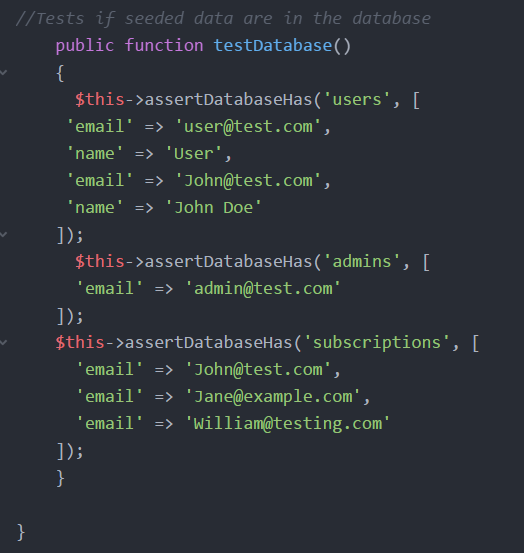 //Tests if seeded data are in the database
public function testDatabase()
{
$this->assertDatabaseHas('users', [
'email' => 'user@test.com',
'name' => 'User',
'email' => 'John@test.com',
'name' => 'John Doe'
]);
$this->assertDatabaseHas('admins', [
'email' => 'admin@test.com'
]);
$this->assertDatabaseHas('subscriptions', [
'email' => 'John@test.com',
'email' => 'Jane@example.com',
'email' => 'William@testing.com'
]);
}
}